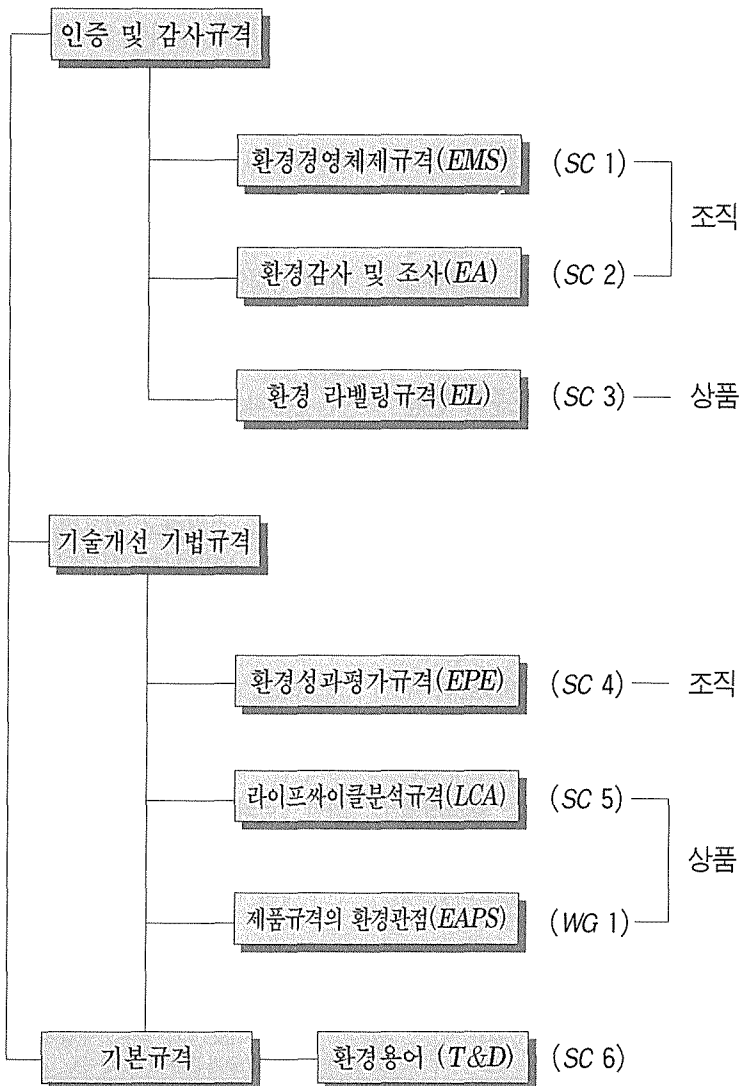 인증 및 감사규격
환경경영체제규격(EMS) (SC 1)
조직
환경감사 및 조사(EA) (SC 2)
환경 라벨링규격(EL) (SC 3) 상품
기술개선 기법규격
환경성과평가규격(EPE) (SC 4) 조직
라이프싸이클분석규격(LCA) (SC 5)
상품
제품규격의 환경관점(EAPS) (WG 1)
기본규격 환경용어 (T&D) (SC 6)